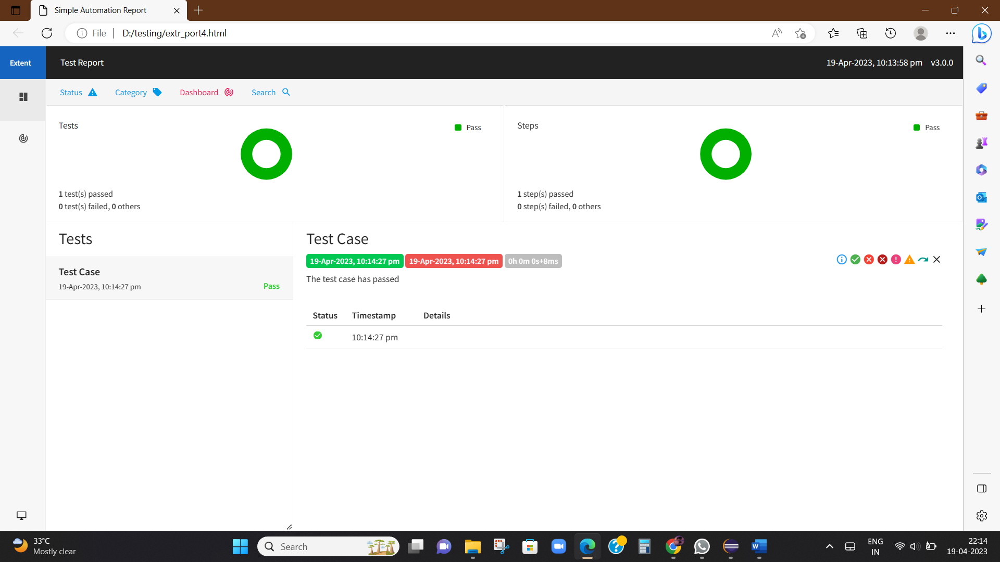 Simple Automation Report
File
D:/testing/extr_port4.html
Extent
Test Report
19-Apr-2023, 10:13:58 pm v3.0.0
Status
Category
Dashboard
Search
Tests
Pass
1 test(s) passed
0 test(s) failed, 0 others
Steps
Pass
1 step(s) passed
0 step(s) failed, 0 others
Tests
Test Case
19-Apr-2023, 10:14:27 pm
Pass
Test Case
19-Apr-2023, 10:14:27 pm 19-Apr-2023, 10:14:27 pm 0h 0m 0s+8ms
The test case has passed
Status Timestamp Details
10:14:27 pm
33°C
Mostly clear
Search
ENG
IN
22:14
19-04-2023